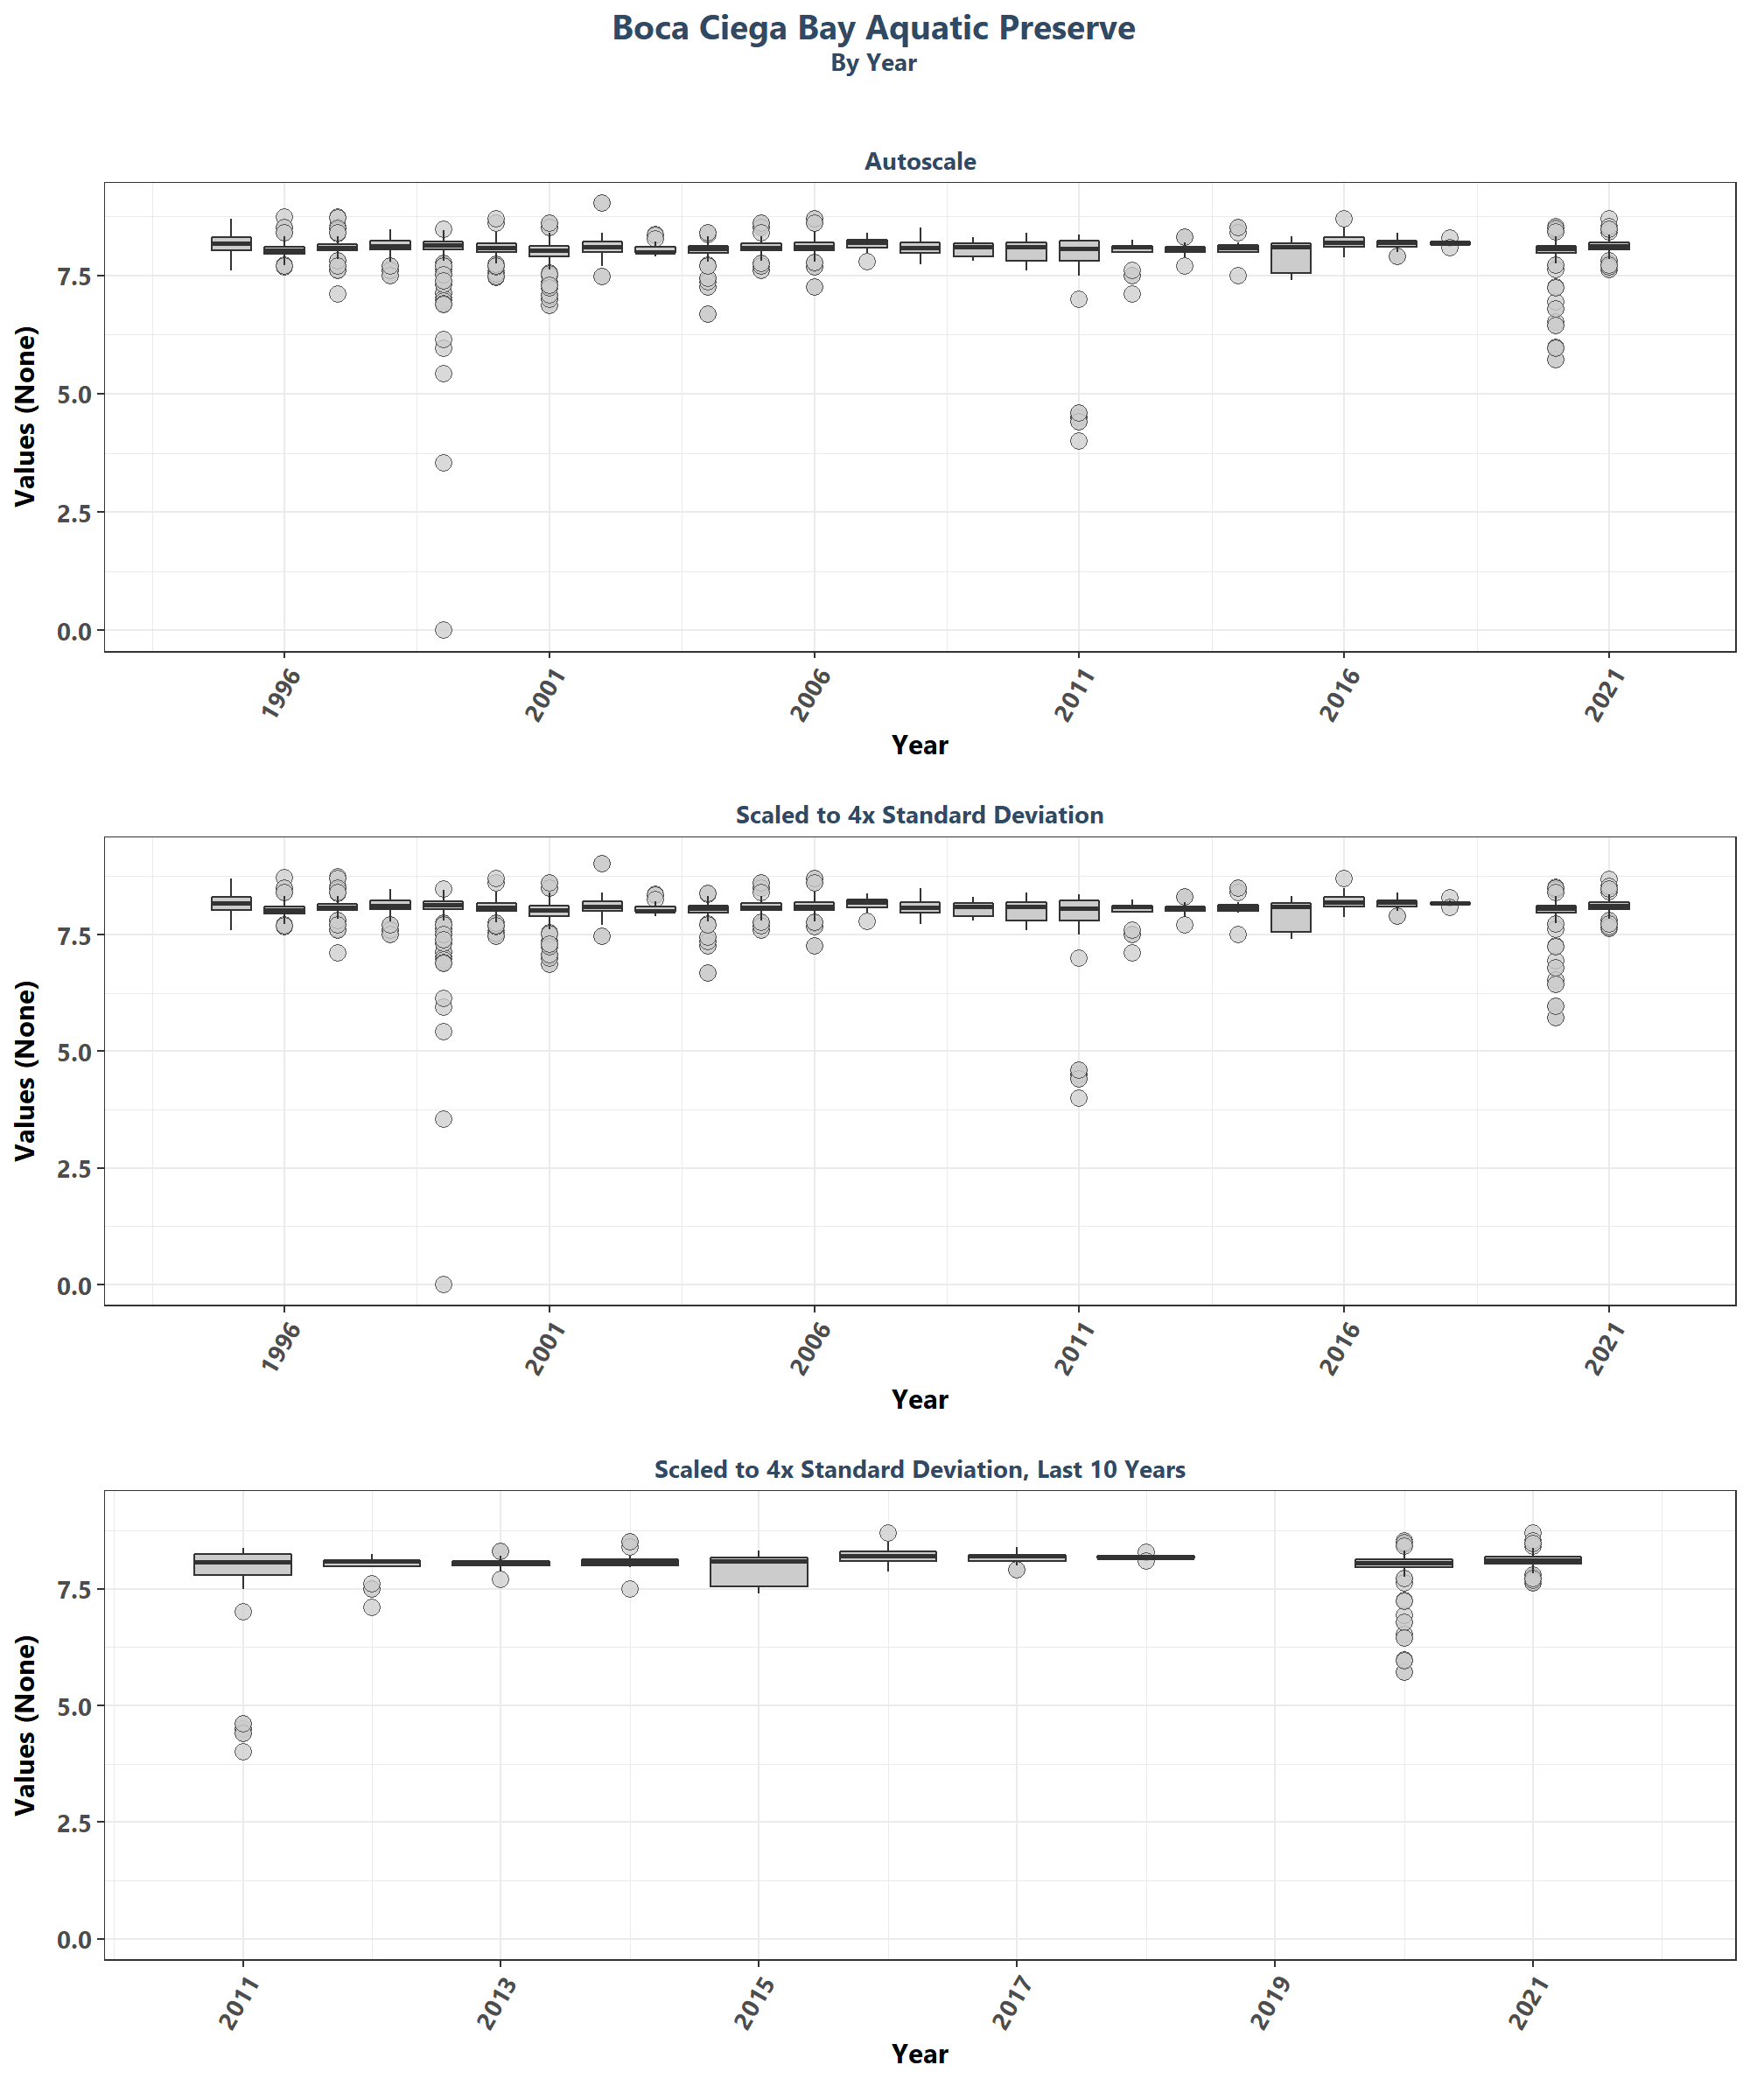 Boca Ciega Bay Aquatic Preserve
By Year
Autoscale
Values (None)
7.5
5.0
2.5
0.0
1996
2001
2006
2011
2016
2021
Year
Scaled to 4x Standard Deviation
Values (None)
7.5
5.0
2.5
0.0
1996
2001
2006
2011
2016
2021
Year
Scaled to 4x Standard Deviation, Last 10 Years
Values (None)
7.5
5.0
2.5
0.0
2011
2013
2015
2017
2019
2021
Year